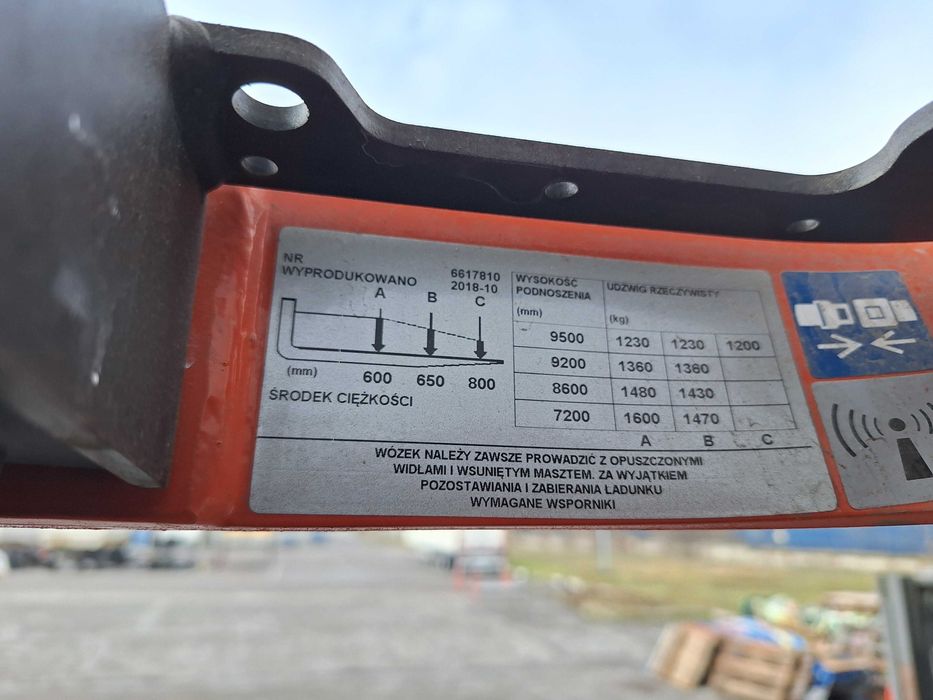 NR 6617810
WYPRODUKOWANO 2018-10
A B C
(mm) 600 650 800
ŚRODEK CIĘŻKOŚCI
WYSOKOŚĆ
PODNOSZENIA
(mm)
UDZWIG RZECZYWISTY
(kg)
9500 1230 1230 1200
9200 1360 1360
8600 1480 1430
7200 1600 1470
A B C
WÓZEK NALEŻY ZAWSZE PROWADZIĆ Z OPUSZCZONYMI
WIDŁAMI I WSUNIĘTYM MASZTEM. ZA WYJĄTKIEM
POZOSTAWIANIA I ZABIERANIA ŁADUNKU
WYMAGANE WSPORNIKI